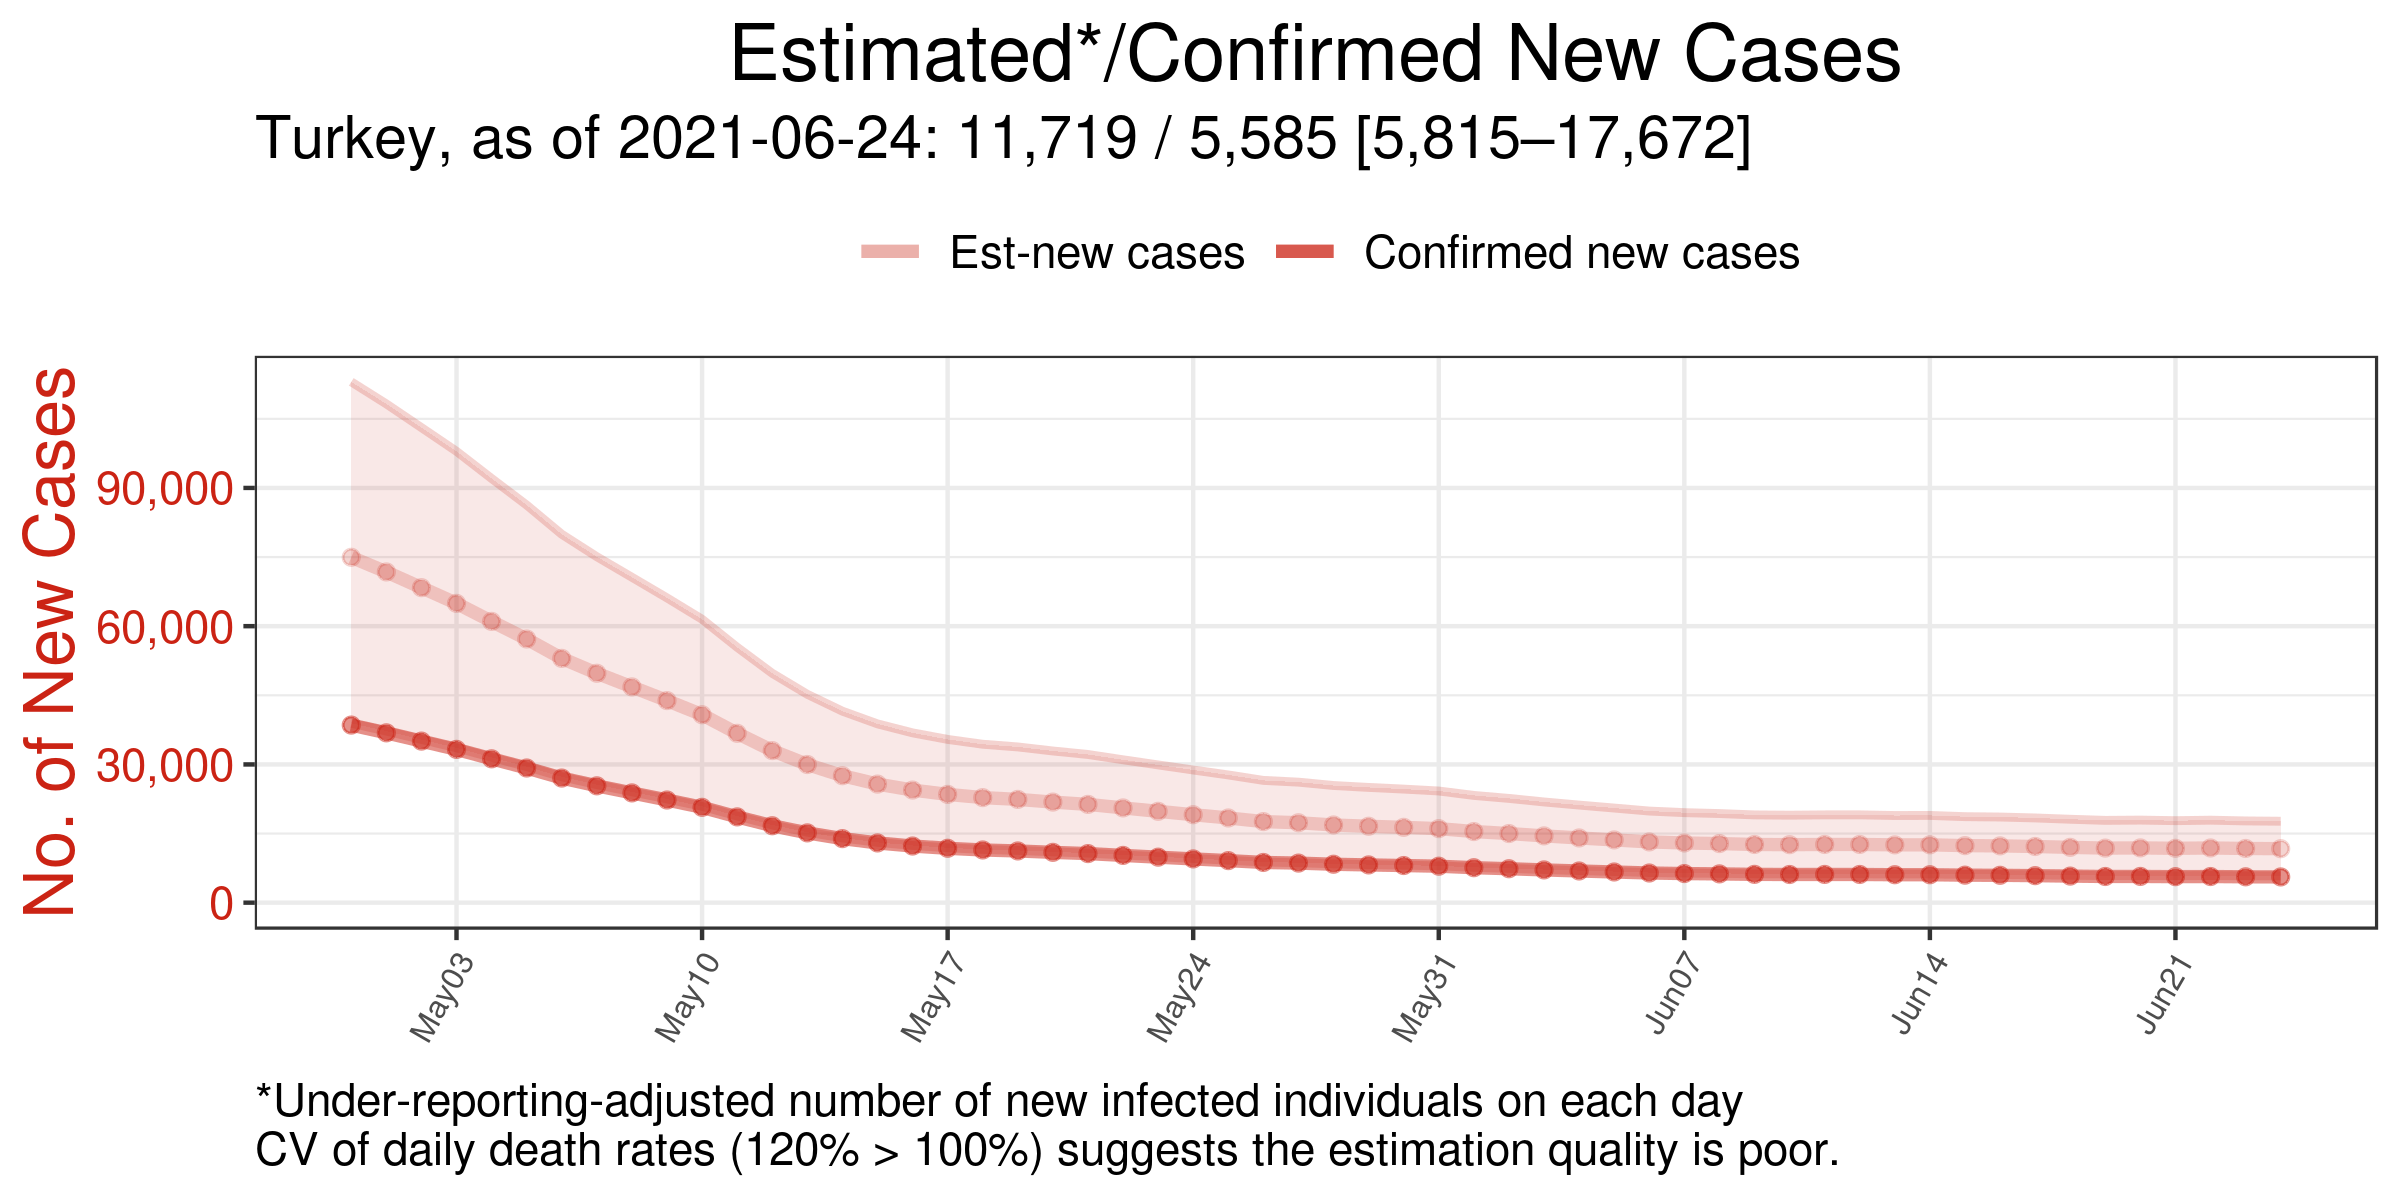 Estimated*/Confirmed New Cases
Turkey, as of 2021-06-24: 11,719 / 5,585 [5,815–17,672]
Est-new cases
Confirmed new cases
No. of New Cases
90,000
60,000
30,000
0
May03
May10
May17
May24
May31
Jun07
Jun14
Jun21
*Under-reporting-adjusted number of new infected individuals on each day
CV of daily death rates (120% > 100%) suggests the estimation quality is poor.